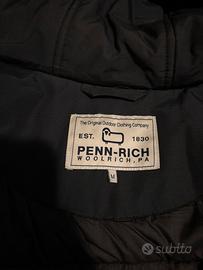 The Original Outdoor Clothing Company
EST. 1830
PENN-RICH
WOOLRICH, PA
M
subito